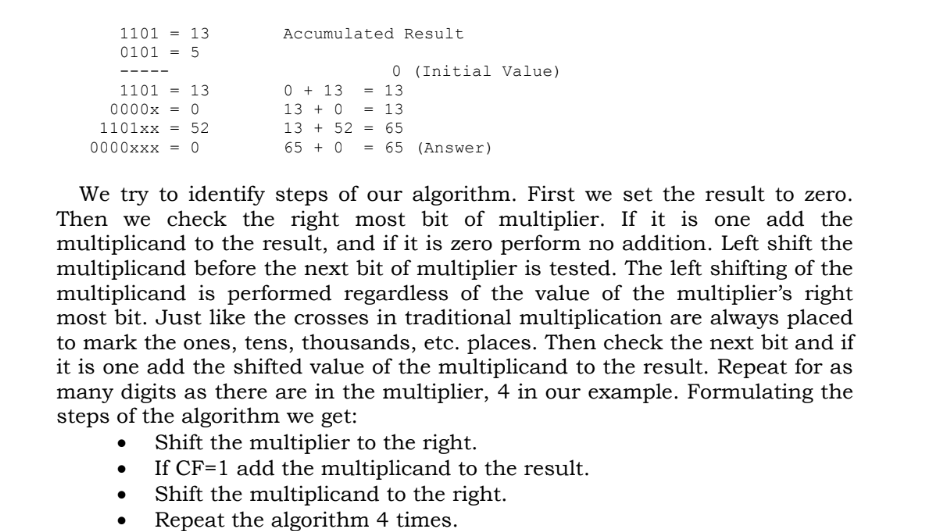 1101 = 13 Accumulated Result
0101 = 5
----- 0 (Initial Value)
1101 = 13 0 + 13 = 13
0000x = 0 13 + 0 = 13
1101xx = 52 13 + 52 = 65
0000xxx = 0 65 + 0 = 65 (Answer)
We try to identify steps of our algorithm. First we set the result to zero.
Then we check the right most bit of multiplier. If it is one add the
multiplicand to the result, and if it is zero perform no addition. Left shift the
multiplicand before the next bit of multiplier is tested. The left shifting of the
multiplicand is performed regardless of the value of the multiplier's right
most bit. Just like the crosses in traditional multiplication are always placed
to mark the ones, tens, thousands, etc. places. Then check the next bit and if
it is one add the shifted value of the multiplicand to the result. Repeat for as
many digits as there are in the multiplier, 4 in our example. Formulating the
steps of the algorithm we get:
• Shift the multiplier to the right.
• If CF=1 add the multiplicand to the result.
• Shift the multiplicand to the right.
• Repeat the algorithm 4 times.